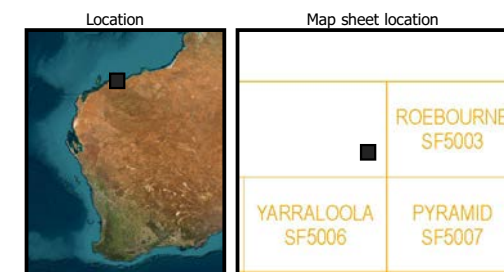 Location
Map sheet location
ROEBOURNE
SF5003
YARRALOOLA
SF5006
PYRAMID
SF5007